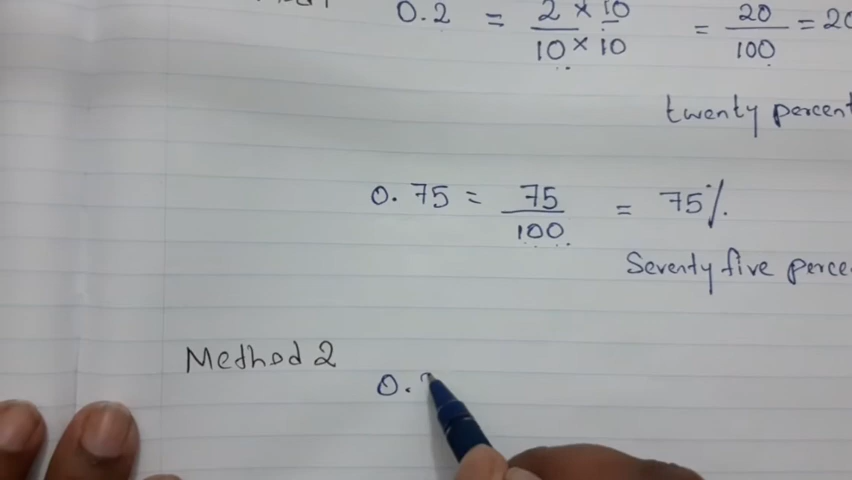 0.2 = 2 × 10 / 10 × 10 = 20 / 100 = 20
twenty percent
0.75 = 75 / 100 = 75%
Seventy five perce
Method 2
0.